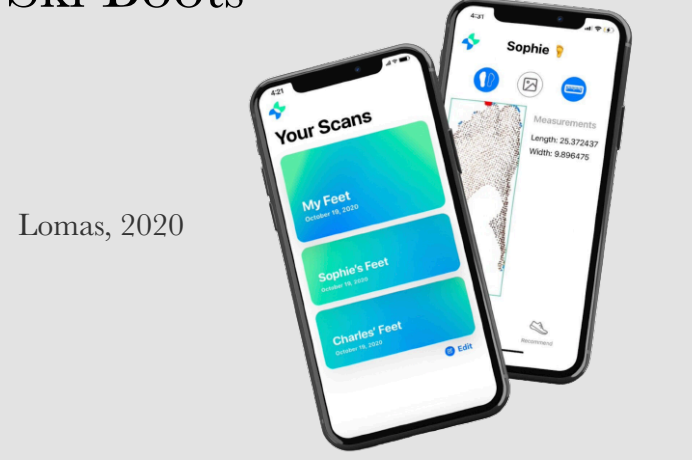 Ski Boots
Lomas, 2020
4:21
Your Scans
My Feet
October 19, 2020
Sophie's Feet
October 19, 2020
Charles' Feet
October 19, 2020
Edit
4:31
Sophie
Measurements
Length: 25.372437
Width: 9.896475
Recommend